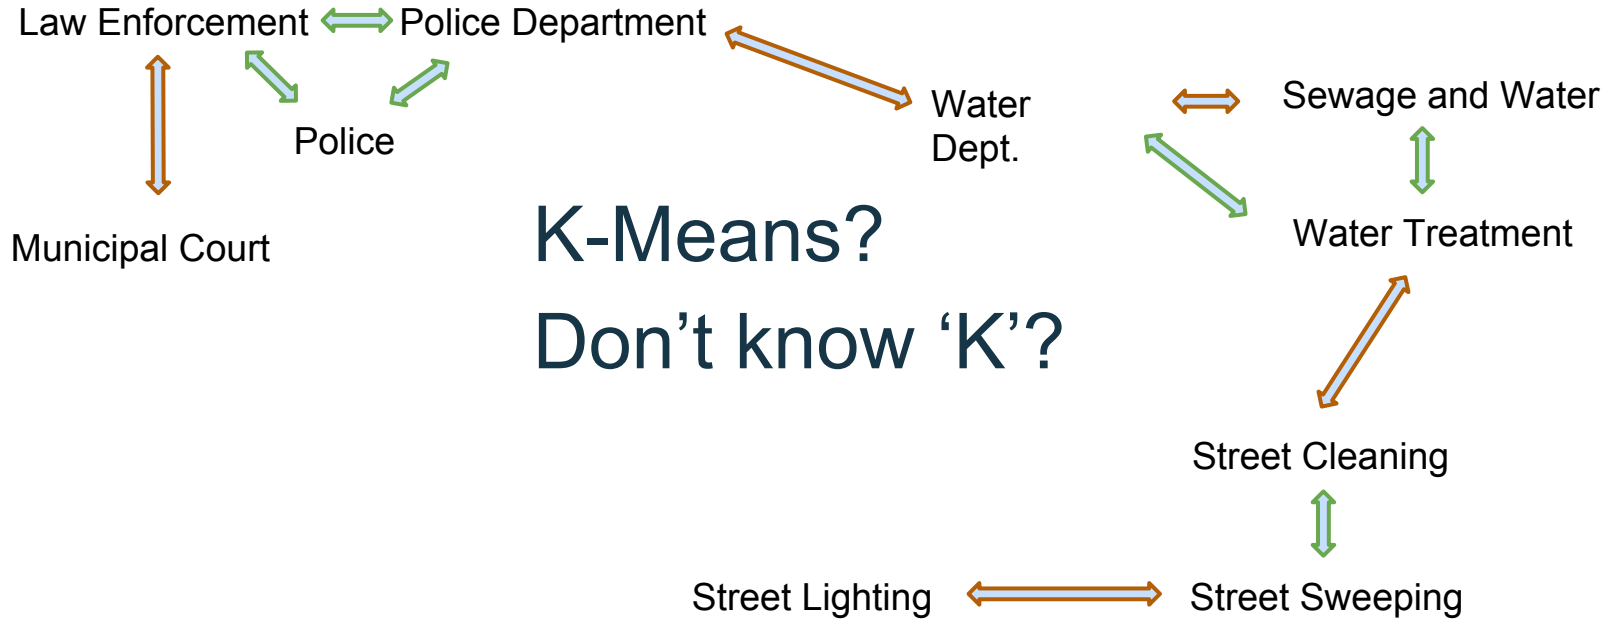 Law Enforcement
Police Department
Police
Municipal Court
Water
Dept.
Sewage and Water
Water Treatment
K-Means?
Don’t know ‘K’?
Street Cleaning
Street Lighting
Street Sweeping